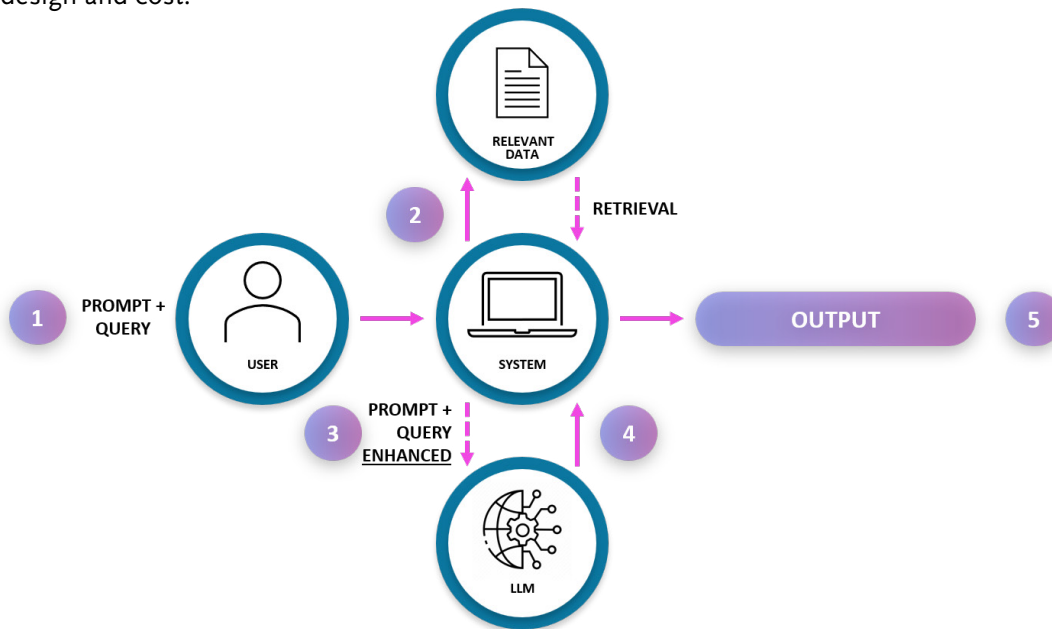 design and cost.
RELEVANT
DATA
2
RETRIEVAL
1
PROMPT +
QUERY
USER
SYSTEM
OUTPUT
5
3
PROMPT +
QUERY
ENHANCED
4
LLM